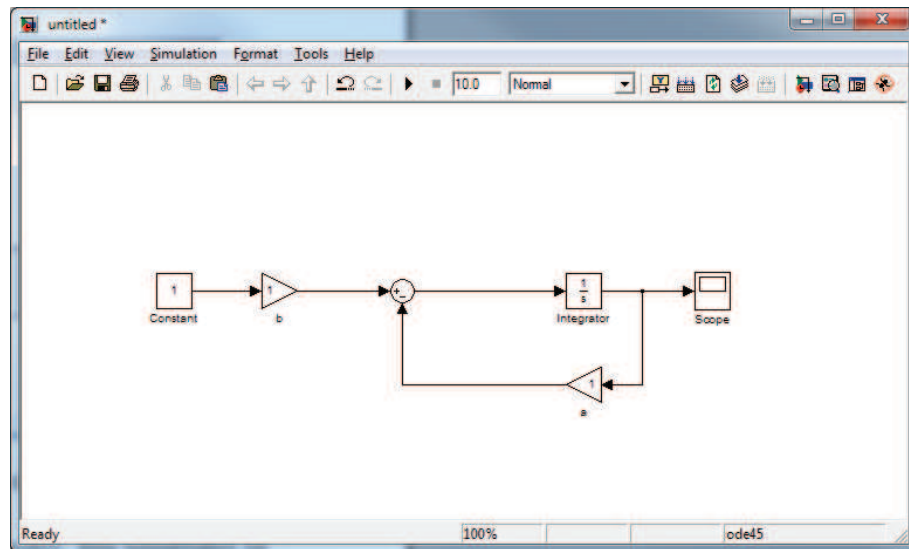 untitled *
File Edit View Simulation Format Tools Help
10.0 Normal
1 1 +- 1
s
Constant b Integrator Scope
1
a
Ready 100% ode45